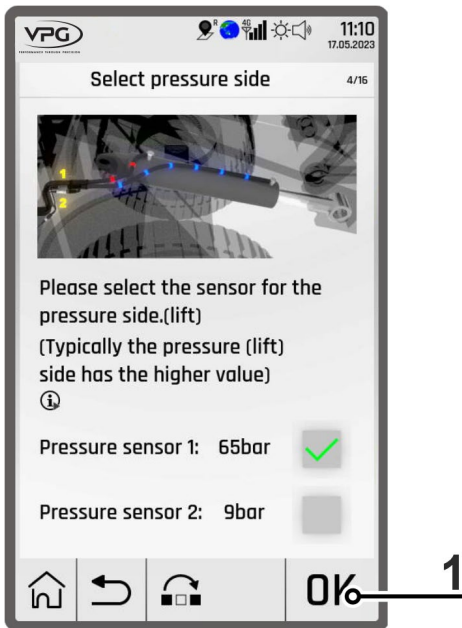 VPG
R
4G
11:10
17.05.2023
Select pressure side
4/16
1
2
Please select the sensor for the
pressure side.(lift)
(Typically the pressure (lift)
side has the higher value)
Pressure sensor 1: 65bar
Pressure sensor 2: 9bar
OK
1